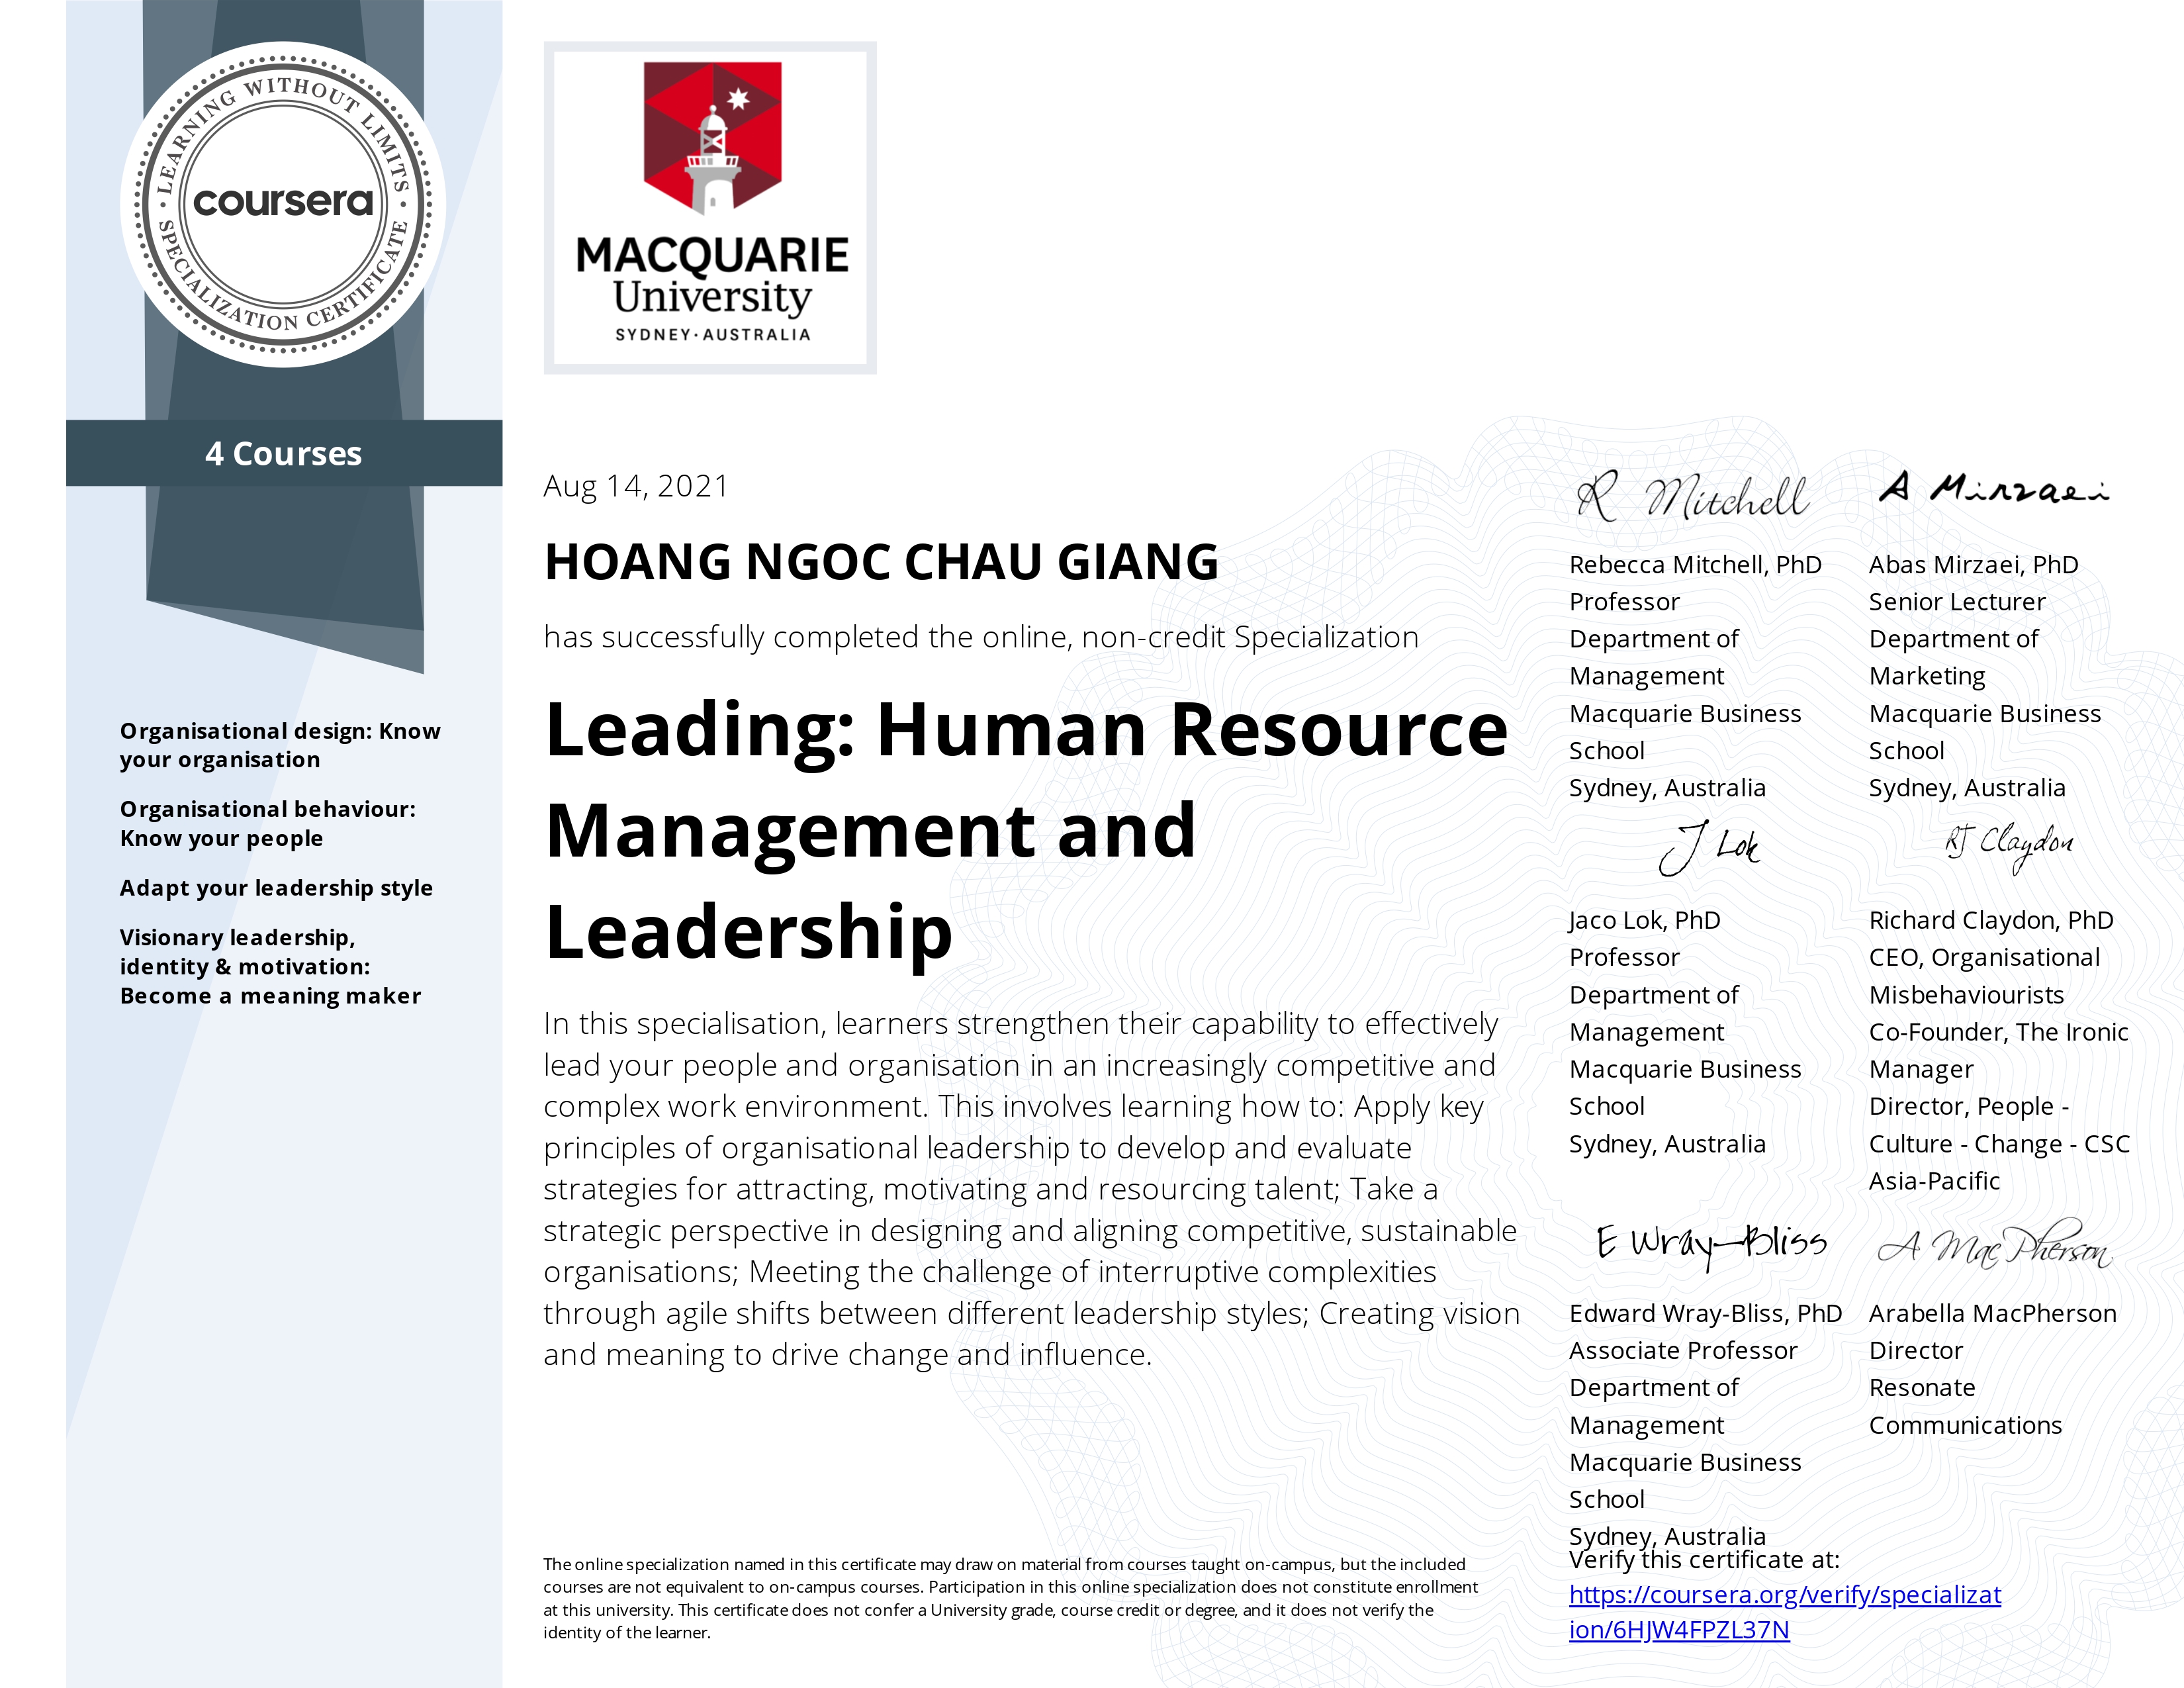 LEARNING WITHOUT LIMITS
coursera
SPECIALIZATION CERTIFICATE
4 Courses
Organisational design: Know
your organisation
Organisational behaviour:
Know your people
Adapt your leadership style
Visionary leadership,
identity & motivation:
Become a meaning maker
MACQUARIE
University
SYDNEY·AUSTRALIA
Aug 14, 2021
HOANG NGOC CHAU GIANG
has successfully completed the online, non-credit Specialization
Leading: Human Resource
Management and
Leadership
In this specialisation, learners strengthen their capability to effectively
lead your people and organisation in an increasingly competitive and
complex work environment. This involves learning how to: Apply key
principles of organisational leadership to develop and evaluate
strategies for attracting, motivating and resourcing talent; Take a
strategic perspective in designing and aligning competitive, sustainable
organisations; Meeting the challenge of interruptive complexities
through agile shifts between different leadership styles; Creating vision
and meaning to drive change and influence.
The online specialization named in this certificate may draw on material from courses taught on-campus, but the included
courses are not equivalent to on-campus courses. Participation in this online specialization does not constitute enrollment
at this university. This certificate does not confer a University grade, course credit or degree, and it does not verify the
identity of the learner.
R Mitchell
Rebecca Mitchell, PhD
Professor
Department of
Management
Macquarie Business
School
Sydney, Australia
A Mirzaei
Abas Mirzaei, PhD
Senior Lecturer
Department of
Marketing
Macquarie Business
School
Sydney, Australia
J Lok
Jaco Lok, PhD
Professor
Department of
Management
Macquarie Business
School
Sydney, Australia
RJ Claydon
Richard Claydon, PhD
CEO, Organisational
Misbehaviourists
Co-Founder, The Ironic
Manager
Director, People -
Culture - Change - CSC
Asia-Pacific
E Wray-Bliss
Edward Wray-Bliss, PhD
Associate Professor
Department of
Management
Macquarie Business
School
Sydney, Australia
A MacPherson
Arabella MacPherson
Director
Resonate
Communications
Verify this certificate at:
https://coursera.org/verify/specializat
ion/6HJW4FPZL37N